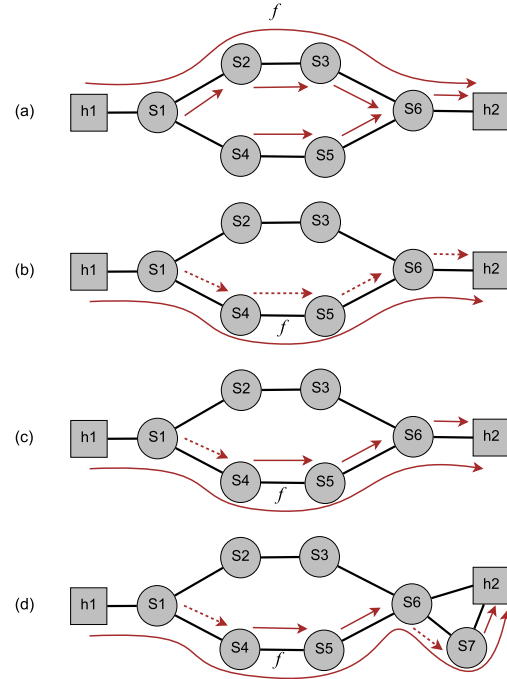 f
S2 S3
(a) h1 S1 S6 h2
S4 S5
S2 S3
(b) h1 S1 S6 h2
S4 f S5
S2 S3
(c) h1 S1 S6 h2
S4 f S5
S2 S3
h2
(d) h1 S1 S6
S4 f S5 S7